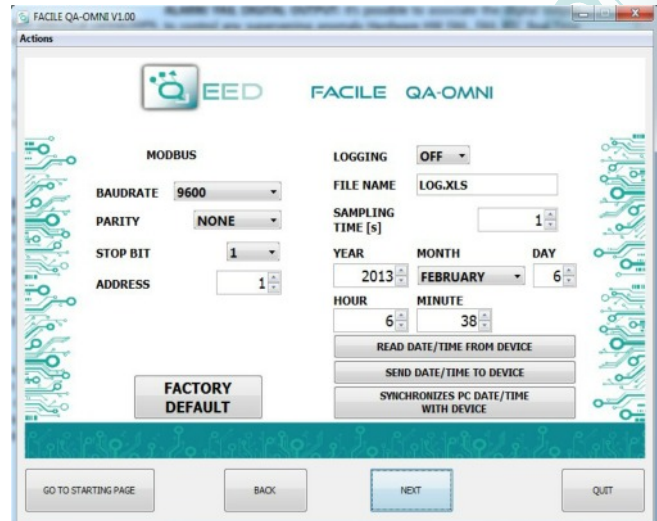 FACILE QA-OMNI V1.00
Actions
QEED
FACILE QA-OMNI
MODBUS
BAUDRATE 9600
PARITY NONE
STOP BIT 1
ADDRESS 1
FACTORY
DEFAULT
LOGGING OFF
FILE NAME LOG.XLS
SAMPLING
TIME [s] 1
YEAR MONTH DAY
2013 FEBRUARY 6
HOUR MINUTE
6 38
READ DATE/TIME FROM DEVICE
SEND DATE/TIME TO DEVICE
SYNCHRONIZES PC DATE/TIME
WITH DEVICE
GO TO STARTING PAGE BACK NEXT QUIT